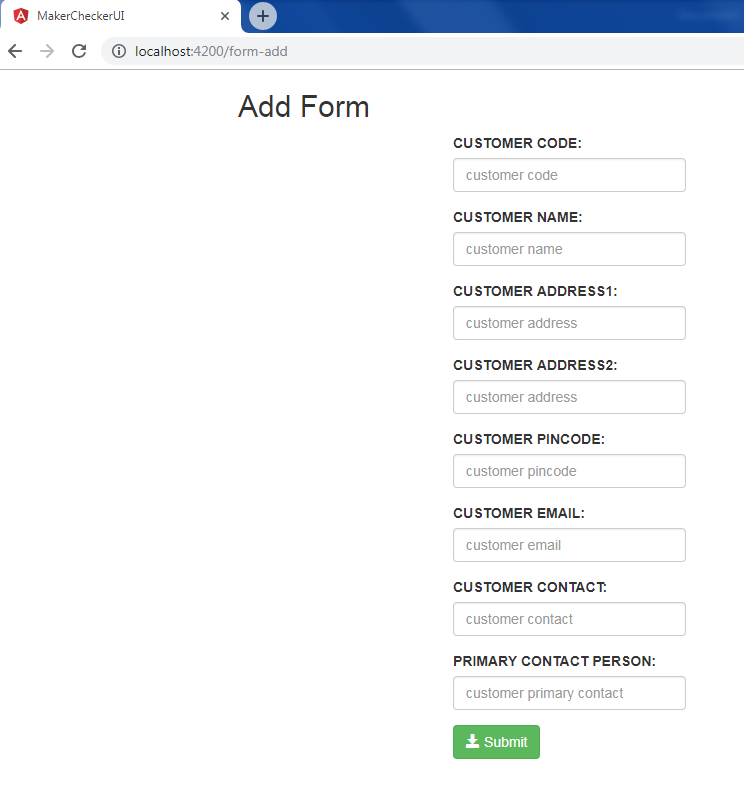 MakerCheckerUI
localhost:4200/form-add
Add Form
CUSTOMER CODE:
customer code
CUSTOMER NAME:
customer name
CUSTOMER ADDRESS1:
customer address
CUSTOMER ADDRESS2:
customer address
CUSTOMER PINCODE:
customer pincode
CUSTOMER EMAIL:
customer email
CUSTOMER CONTACT:
customer contact
PRIMARY CONTACT PERSON:
customer primary contact
Submit